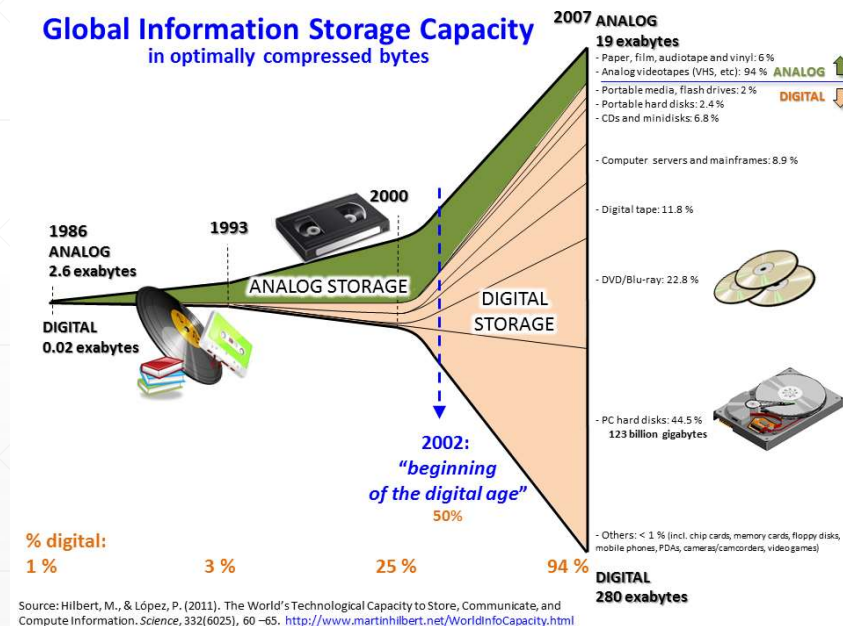 Global Information Storage Capacity
in optimally compressed bytes
2007 ANALOG
19 exabytes
- Paper, film, audiotape and vinyl: 6 %
- Analog videotapes (VHS, etc): 94 %
ANALOG
- Portable media, flash drives: 2 %
DIGITAL
- Portable hard disks: 2.4 %
- CDs and minidisks: 6.8 %
- Computer servers and mainframes: 8.9 %
- Digital tape: 11.8 %
- DVD/Blu-ray: 22.8 %
- PC hard disks: 44.5 %
123 billion gigabytes
- Others: < 1 % (incl. chip cards, memory cards, floppy disks,
mobile phones, PDAs, cameras/camcorders, video games)
DIGITAL
280 exabytes
1986
ANALOG
2.6 exabytes
DIGITAL
0.02 exabytes
1993
2000
ANALOG STORAGE
DIGITAL
STORAGE
2002:
“beginning
of the digital age”
50%
% digital:
1 %
3 %
25 %
94 %
Source: Hilbert, M., & López, P. (2011). The World’s Technological Capacity to Store, Communicate, and
Compute Information. Science, 332(6025), 60 –65. http://www.martinhilbert.net/WorldInfoCapacity.html